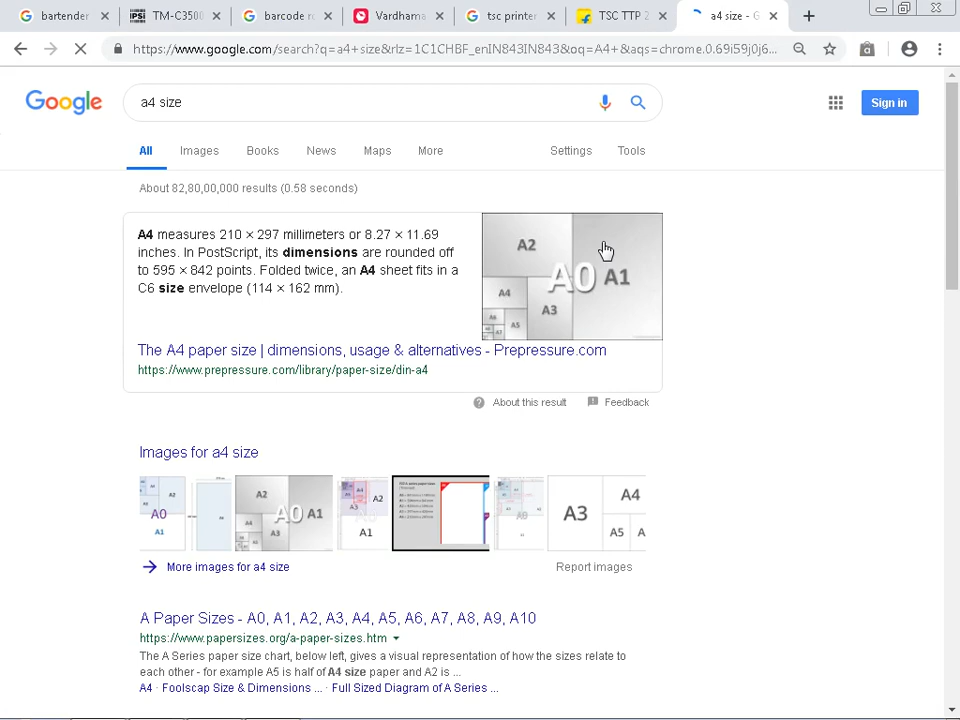 bartender
TM-C3500
barcode ro
Vardhama
tsc printer
TSC TTP 2
a4 size - G
https://www.google.com/search?q=a4+size&rlz=1C1CHBF_enIN843IN843&oq=A4+&aqs=chrome.0.69i59j0j6...
Google
a4 size
Sign in
All Images Books News Maps More Settings Tools
About 82,80,00,000 results (0.58 seconds)
A4 measures 210 × 297 millimeters or 8.27 × 11.69
inches. In PostScript, its dimensions are rounded off
to 595 × 842 points. Folded twice, an A4 sheet fits in a
C6 size envelope (114 × 162 mm).
A2
A0 A1
A4
A3
A5
The A4 paper size | dimensions, usage & alternatives - Prepressure.com
https://www.prepressure.com/library/paper-size/din-a4
About this result Feedback
Images for a4 size
A2
A0
A1
A2
A0 A1
A4
A3
A2
A3
A1
A3
A4
A5
A
More images for a4 size Report images
A Paper Sizes - A0, A1, A2, A3, A4, A5, A6, A7, A8, A9, A10
https://www.papersizes.org/a-paper-sizes.htm
The A Series paper size chart, below left, gives a visual representation of how the sizes relate to
each other - for example A5 is half of A4 size paper and A2 is ...
A4 · Foolscap Size & Dimensions ... · Full Sized Diagram of A Series ...